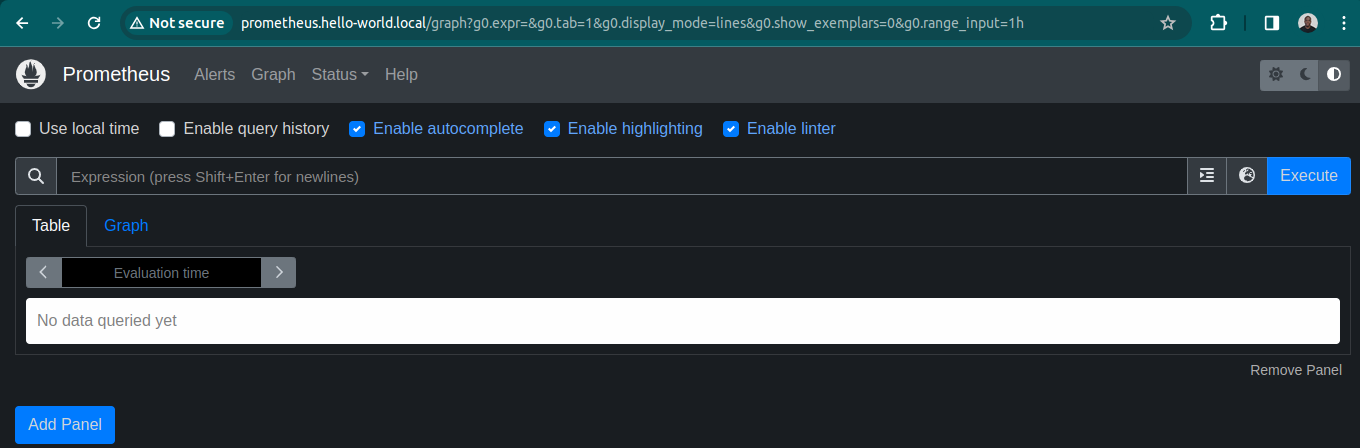 Not secure prometheus.hello-world.local/graph?g0.expr=&g0.tab=1&g0.display_mode=lines&g0.show_exemplars=0&g0.range_input=1h
Prometheus Alerts Graph Status Help
Use local time Enable query history Enable autocomplete Enable highlighting Enable linter
Expression (press Shift+Enter for newlines) Execute
Table Graph
Evaluation time
No data queried yet
Remove Panel
Add Panel